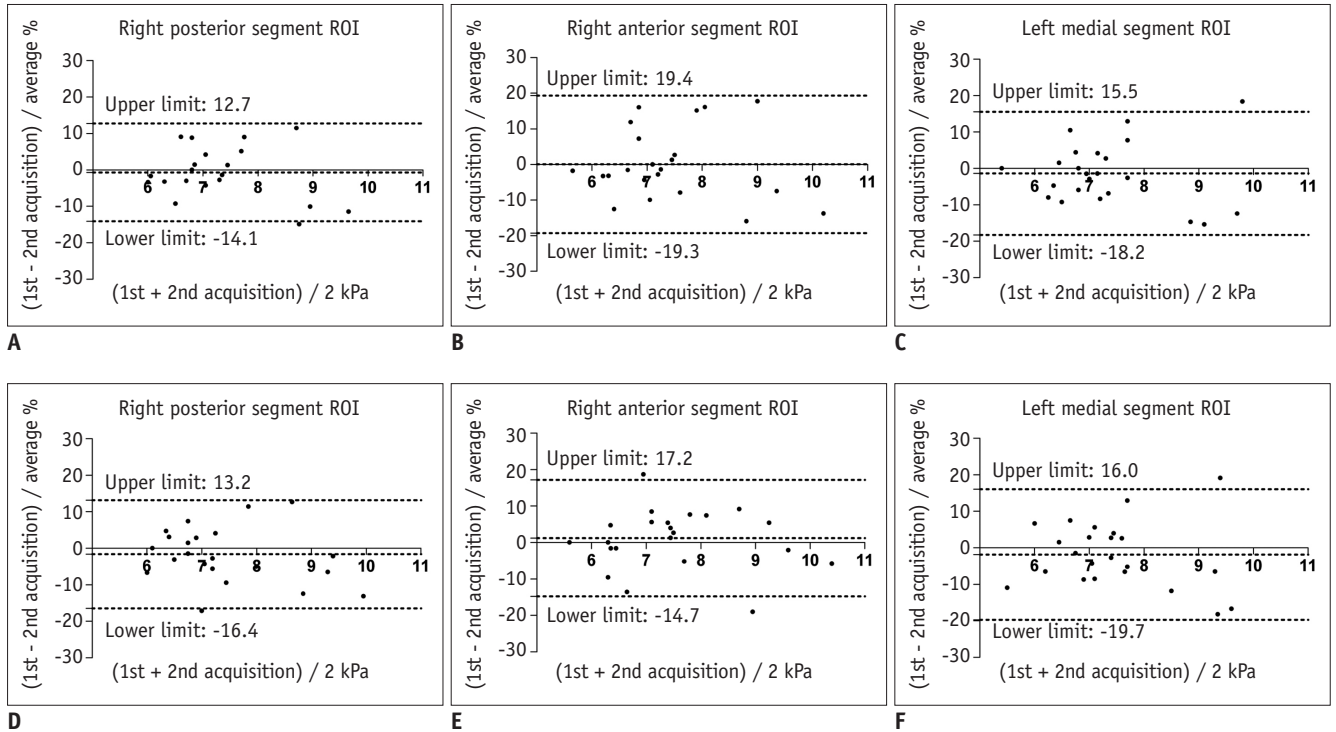 Right posterior segment ROI
(1st - 2nd acquisition) / average %
30
20
10
0
-10
-20
-30
Upper limit: 12.7
6 7 8 9 10 11
Lower limit: -14.1
(1st + 2nd acquisition) / 2 kPa
A
Right anterior segment ROI
(1st - 2nd acquisition) / average %
30
20
10
0
-10
-20
-30
Upper limit: 19.4
6 7 8 9 10 11
Lower limit: -19.3
(1st + 2nd acquisition) / 2 kPa
B
Left medial segment ROI
(1st - 2nd acquisition) / average %
30
20
10
0
-10
-20
-30
Upper limit: 15.5
6 7 8 9 10 11
Lower limit: -18.2
(1st + 2nd acquisition) / 2 kPa
C
Right posterior segment ROI
(1st - 2nd acquisition) / average %
30
20
10
0
-10
-20
-30
Upper limit: 13.2
6 7 8 9 10 11
Lower limit: -16.4
(1st + 2nd acquisition) / 2 kPa
D
Right anterior segment ROI
(1st - 2nd acquisition) / average %
30
20
10
0
-10
-20
-30
Upper limit: 17.2
6 7 8 9 10 11
Lower limit: -14.7
(1st + 2nd acquisition) / 2 kPa
E
Left medial segment ROI
(1st - 2nd acquisition) / average %
30
20
10
0
-10
-20
-30
Upper limit: 16.0
6 7 8 9 10 11
Lower limit: -19.7
(1st + 2nd acquisition) / 2 kPa
F